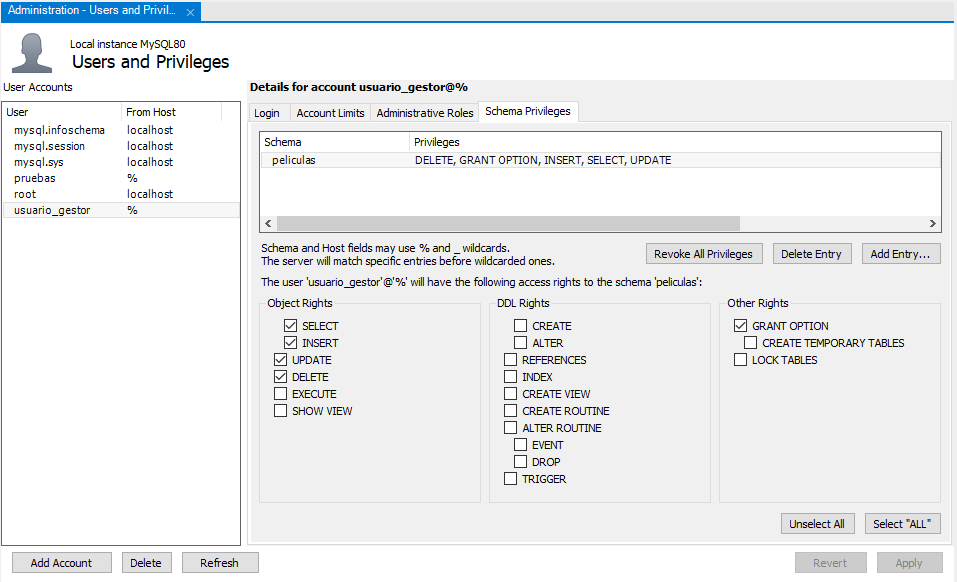 Administration - Users and Privil...
Local instance MySQL80
Users and Privileges
User Accounts
User From Host
mysql.infoschema localhost
mysql.session localhost
mysql.sys localhost
pruebas %
root localhost
usuario_gestor %
Add Account Delete Refresh
Details for account usuario_gestor@%
Login Account Limits Administrative Roles Schema Privileges
Schema Privileges
peliculas DELETE, GRANT OPTION, INSERT, SELECT, UPDATE
Schema and Host fields may use % and _ wildcards.
The server will match specific entries before wildcarded ones.
Revoke All Privileges Delete Entry Add Entry...
The user 'usuario_gestor'@'%' will have the following access rights to the schema 'peliculas':
Object Rights
SELECT
INSERT
UPDATE
DELETE
EXECUTE
SHOW VIEW
DDL Rights
CREATE
ALTER
REFERENCES
INDEX
CREATE VIEW
CREATE ROUTINE
ALTER ROUTINE
EVENT
DROP
TRIGGER
Other Rights
GRANT OPTION
CREATE TEMPORARY TABLES
LOCK TABLES
Unselect All Select "ALL"
Revert Apply